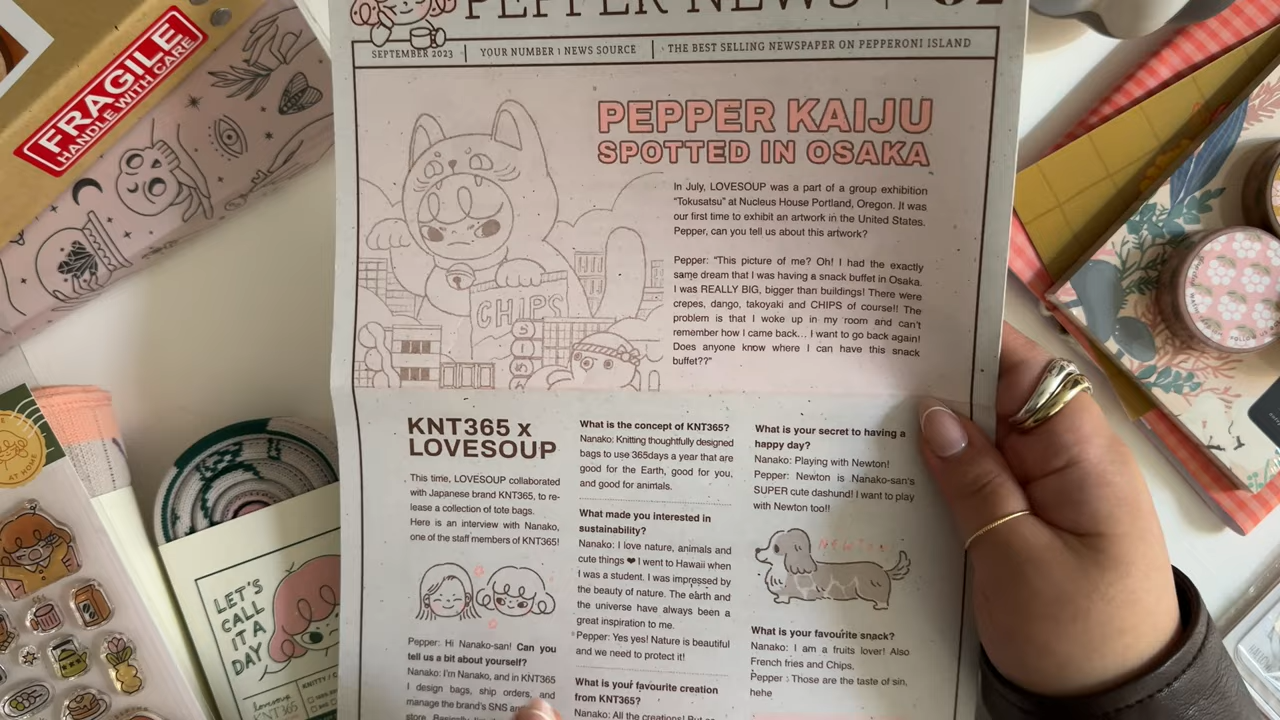 PEPPER NEWS
SEPTEMBER 2023
YOUR NUMBER 1 NEWS SOURCE
THE BEST SELLING NEWSPAPER ON PEPPERONI ISLAND
PEPPER KAIJU
SPOTTED IN OSAKA
In July, LOVESOUP was a part of a group exhibition
"Tokusatsu" at Nucleus House Portland, Oregon. It was
our first time to exhibit an artwork in the United States.
Pepper, can you tell us about this artwork?
Pepper: "This picture of me? Oh! I had the exactly
same dream that I was having a snack buffet in Osaka.
I was REALLY BIG, bigger than buildings! There were
crepes, dango, takoyaki and CHIPS of course!! The
problem is that I woke up in my room and can't
remember how I came back... I want to go back again!
Does anyone know where I can have this snack
buffet??"
CHIPS
KNT365 x
LOVESOUP
This time, LOVESOUP collaborated
with Japanese brand KNT365, to re-
lease a collection of tote bags.
Here is an interview with Nanako,
one of the staff members of KNT365!
Pepper: Hi Nanako-san! Can you
tell us a bit about yourself?
Nanako: I'm Nanako, and in KNT365
I design bags, ship orders, and
manage the brand's SNS
store.
What is the concept of KNT365?
Nanako: Knitting thoughtfully designed
bags to use 365days a year that are
good for the Earth, good for you,
and good for animals.
What made you interested in
sustainability?
Nanako: I love nature, animals and
cute things ❤ I went to Hawaii when
I was a student. I was impressed by
the beauty of nature. The earth and
the universe have always been a
great inspiration to me.
Pepper: Yes yes! Nature is beautiful
and we need to protect it!
What is your favourite creation
from KNT365?
Nanako: All the creations! But
What is your secret to having a
happy day?
Nanako: Playing with Newton!
Pepper: Newton is Nanako-san's
SUPER cute dashund! I want to play
with Newton too!!
NEWTON
What is your favourite snack?
Nanako: I am a fruits lover! Also
French fries and Chips.
Pepper : Those are the taste of sin,
hehe
FRAGILE
HANDLE WITH CARE
AT HOME
LET'S
CALL
IT A
DAY
lovesoup
KNT365